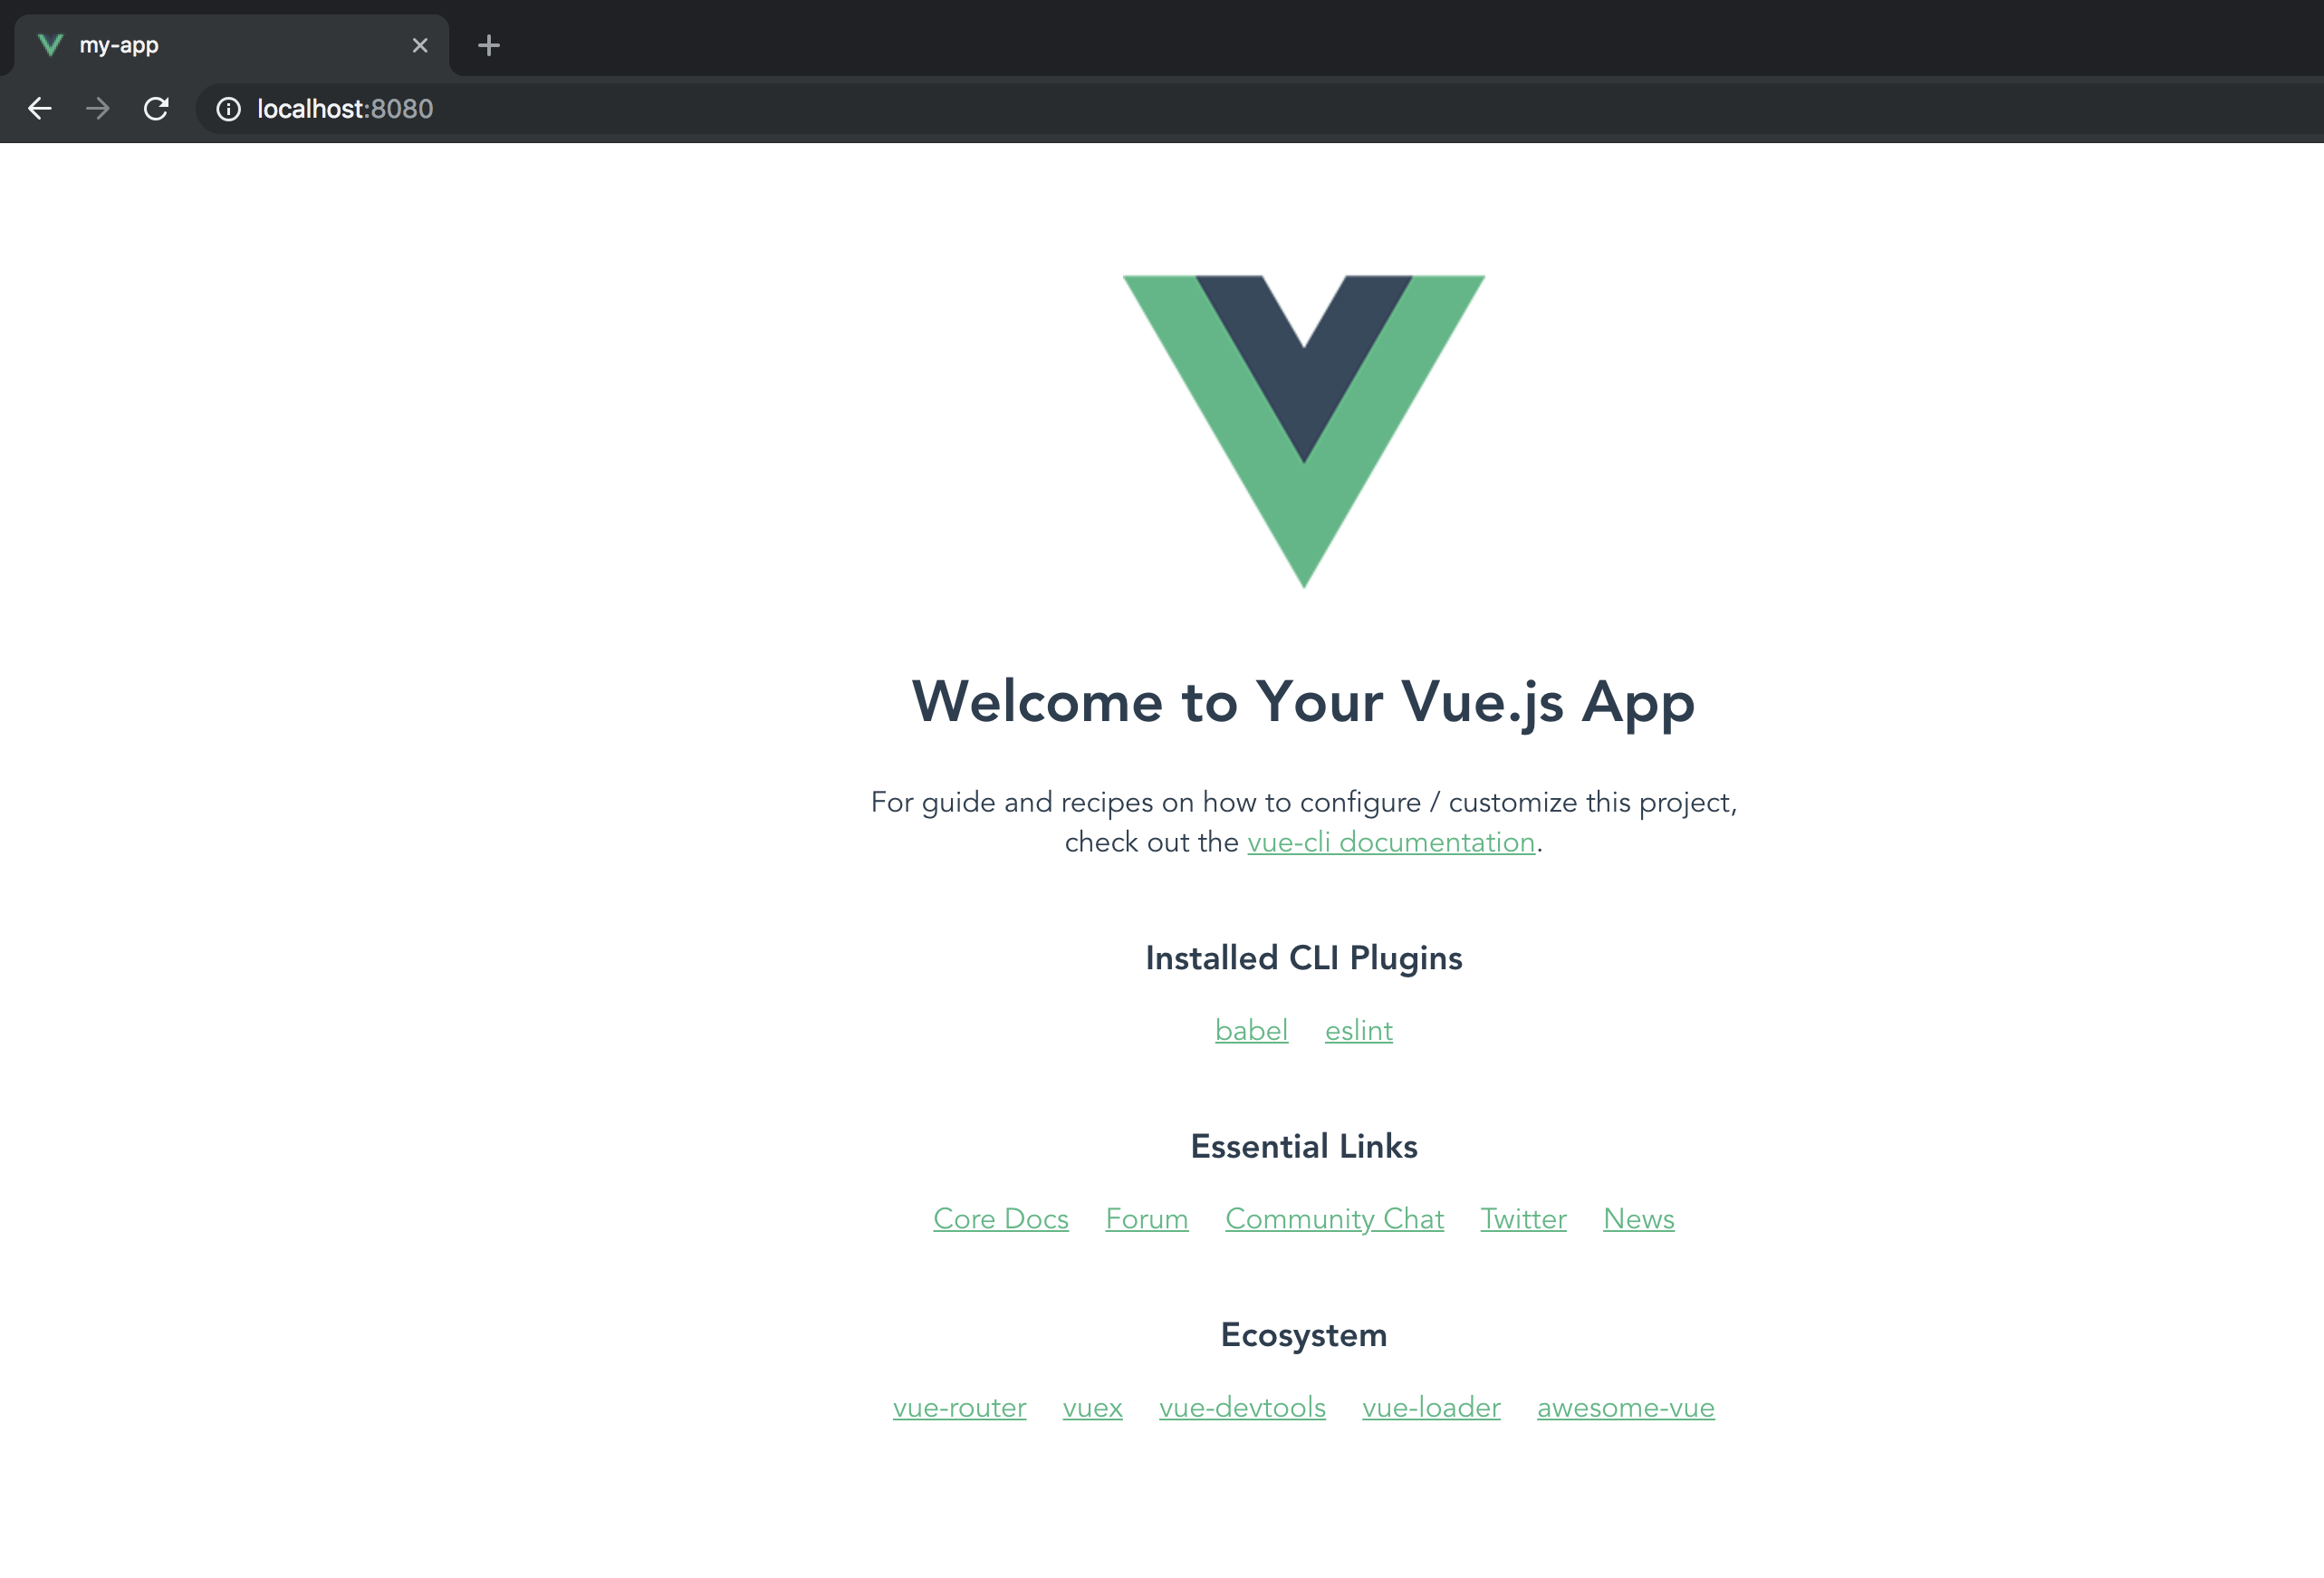 my-app
localhost:8080
Welcome to Your Vue.js App
For guide and recipes on how to configure / customize this project,
check out the vue-cli documentation.
Installed CLI Plugins
babel eslint
Essential Links
Core Docs Forum Community Chat Twitter News
Ecosystem
vue-router vuex vue-devtools vue-loader awesome-vue